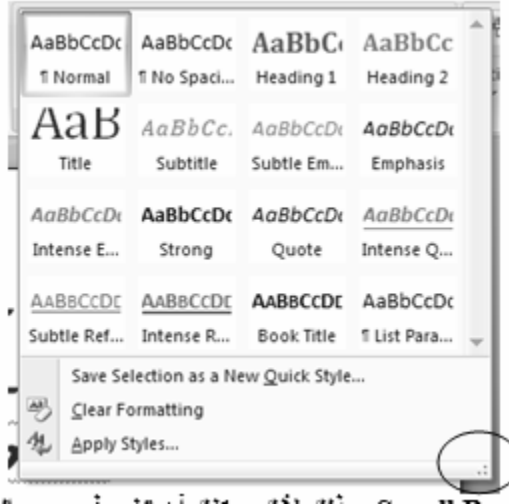 AaBbCcDc AaBbCcDc AaBbC AaBbCc
¶ Normal ¶ No Spaci... Heading 1 Heading 2
AaB AaBbCc. AaBbCcDc AaBbCcDc
Title Subtitle Subtle Em... Emphasis
AaBbCcDc AaBbCcDc AaBbCcDc AaBbCcDc
Intense E... Strong Quote Intense Q...
AABBCCDC AABBCCDC AABBCCDC AaBbCcDc
Subtle Ref... Intense R... Book Title ¶ List Para...
Save Selection as a New Quick Style...
Clear Formatting
Apply Styles...